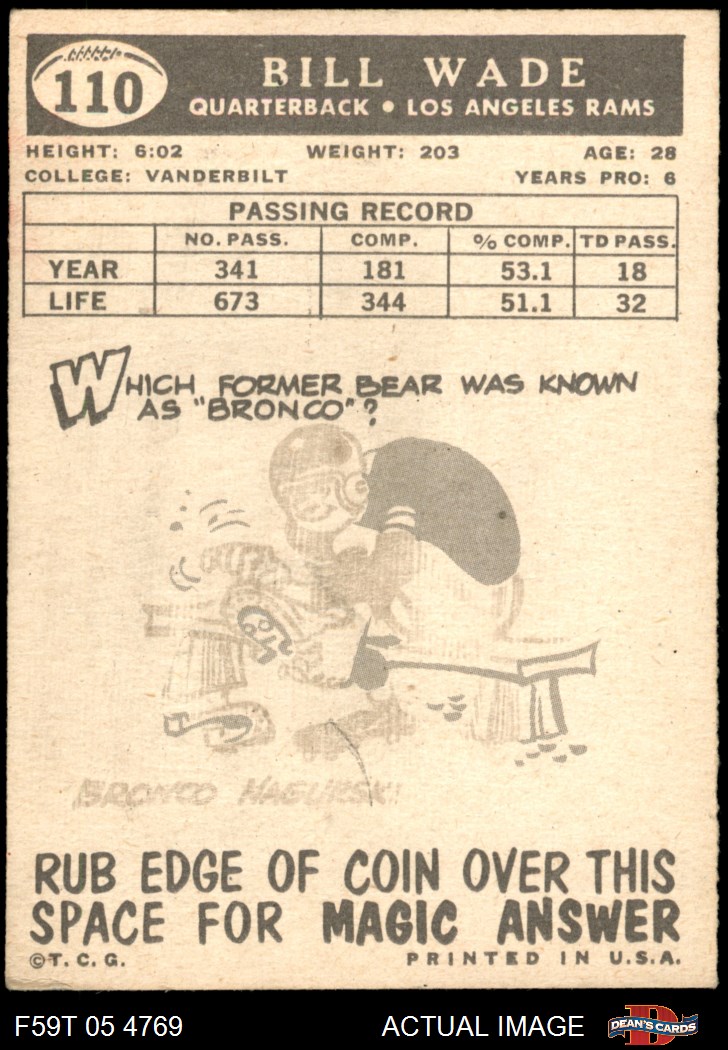 110
BILL WADE
QUARTERBACK • LOS ANGELES RAMS
HEIGHT: 6:02 WEIGHT: 203 AGE: 28
COLLEGE: VANDERBILT YEARS PRO: 6
PASSING RECORD
NO. PASS. COMP. % COMP. TD PASS.
YEAR 341 181 53.1 18
LIFE 673 344 51.1 32
WHICH FORMER BEAR WAS KNOWN
AS "BRONCO"?
BRONCO NAGURSKI
RUB EDGE OF COIN OVER THIS
SPACE FOR MAGIC ANSWER
©T. C. G. PRINTED IN U.S.A.
F59T 05 4769 ACTUAL IMAGE DEAN'S CARDS